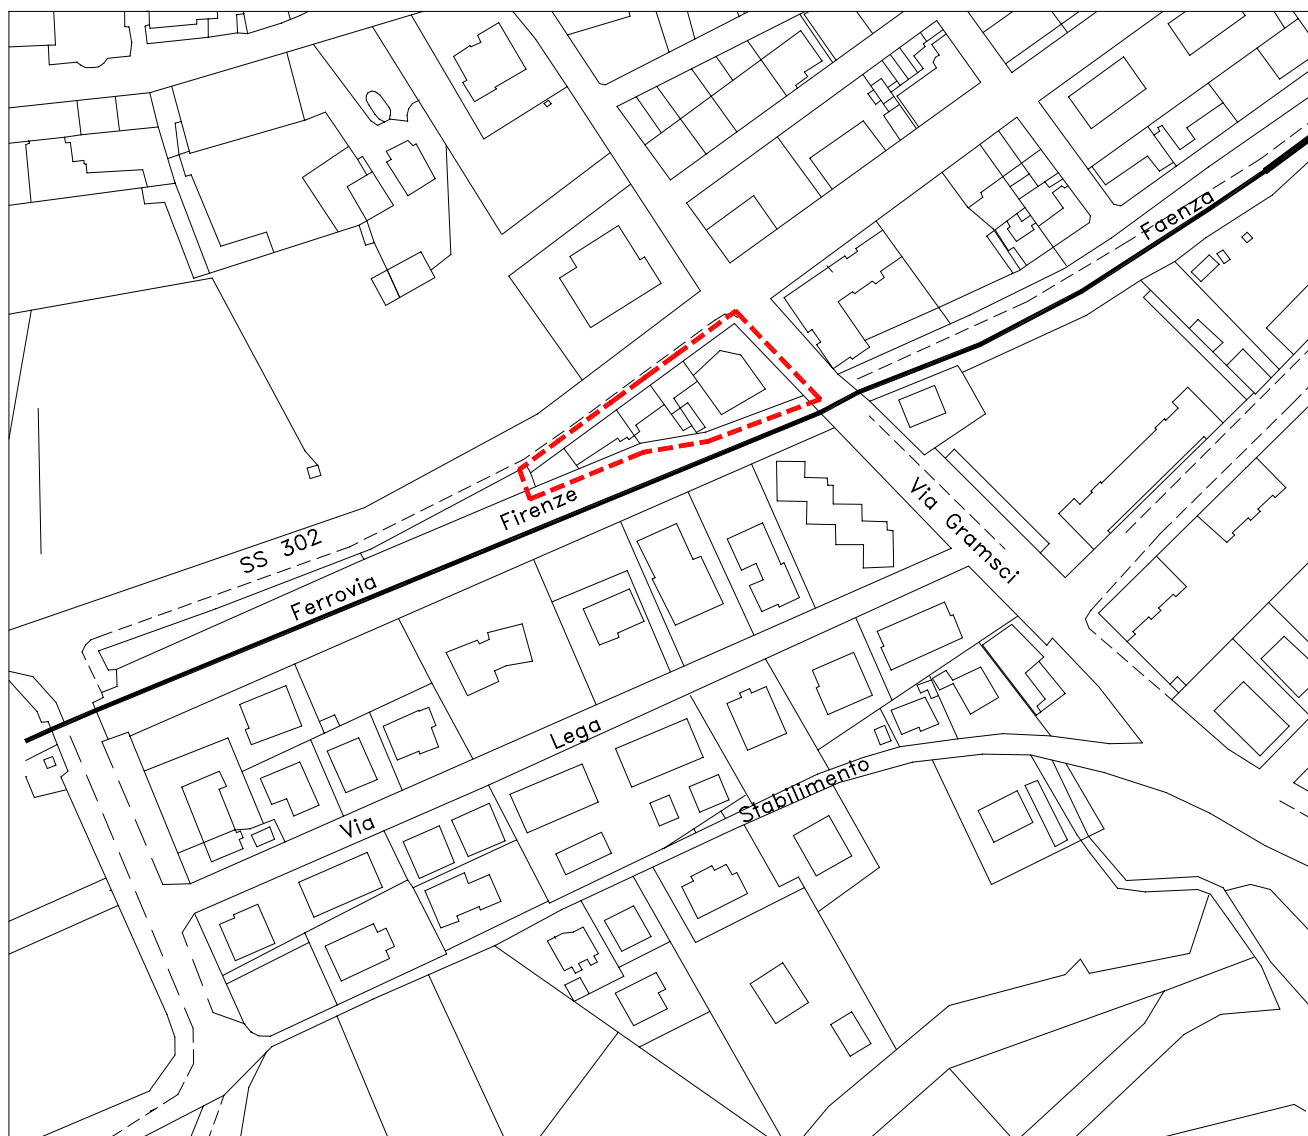 Faenza
Via Gramsci
Firenze
SS 302
Ferrovia
Lega
Stabilimento
Via